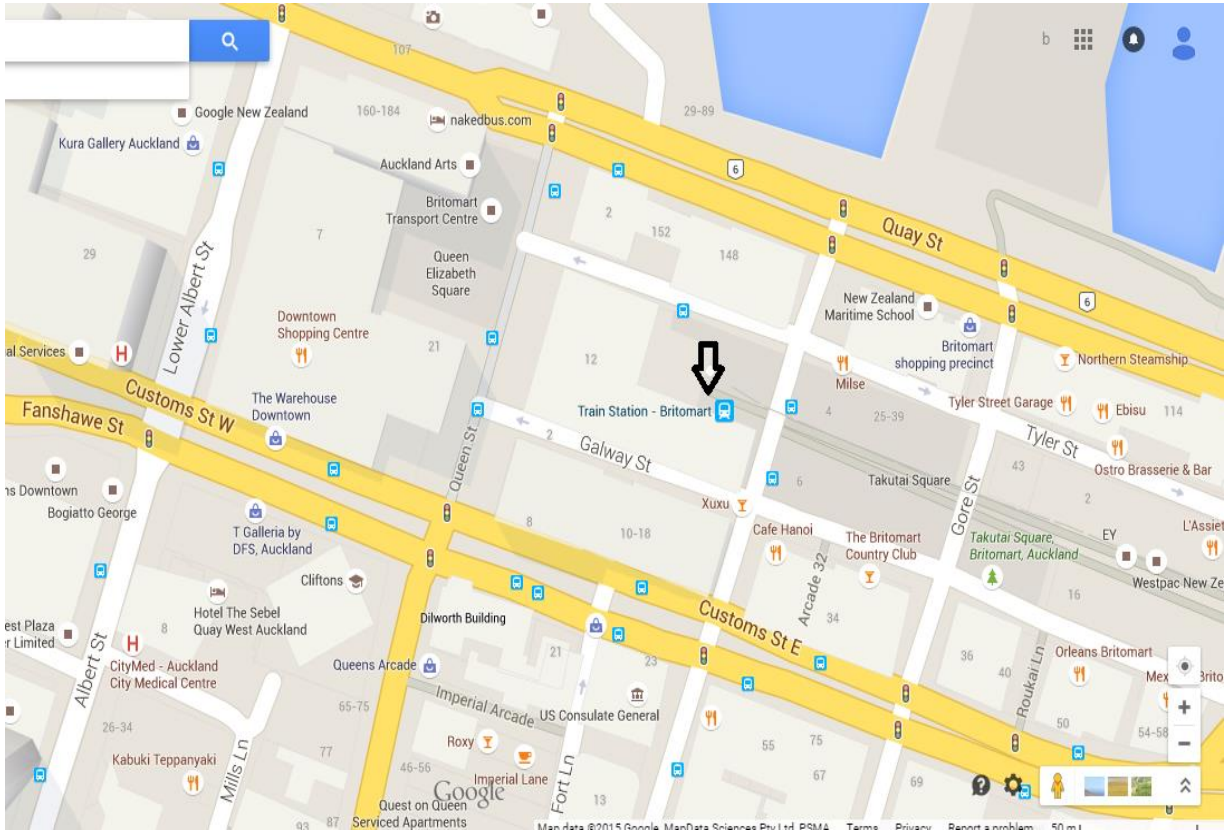 107
b
Google New Zealand
160-184
nakedbus.com
29-89
Kura Gallery Auckland
Auckland Arts
6
Britomart
Transport Centre
2
152
Quay St
7
29
148
Queen
Elizabeth
Square
Lower Albert St
New Zealand
Maritime School
6
Downtown
Shopping Centre
al Services
H
21
12
Britomart
shopping precinct
Northern Steamship
Milse
Customs St W
The Warehouse
Downtown
Train Station - Britomart
4
25-39
Tyler Street Garage
Ebisu
114
Fanshawe St
2
Galway St
Tyler St
Queen St
43
Ostro Brasserie & Bar
ns Downtown
Bogiatto George
6
Takutai Square
2
Xuxu
Gore St
T Galleria by
DFS, Auckland
8
10-18
Cafe Hanoi
The Britomart
Country Club
Takutai Square,
Britomart, Auckland
EY
L'Assiet
Cliftons
Westpac New Ze
Hotel The Sebel
Quay West Auckland
Dilworth Building
Customs St E
Arcade 32
34
16
est Plaza
er Limited
H
8
CityMed - Auckland
City Medical Centre
Albert St
Queens Arcade
21
23
36
40
Roukai Ln
Orleans Britomart
Mex
Brito
Imperial Arcade
US Consulate General
65-75
26-34
50
54-58
Roxy
77
55
75
67
69
Kabuki Teppanyaki
Mills Ln
46-56
Google
Imperial Lane
Fort Ln
13
93
87
Quest on Queen
Serviced Apartments
Map data ©2015 Google, MapData Sciences Pty Ltd, PSMA
Terms
Privacy
Report a problem
50 m